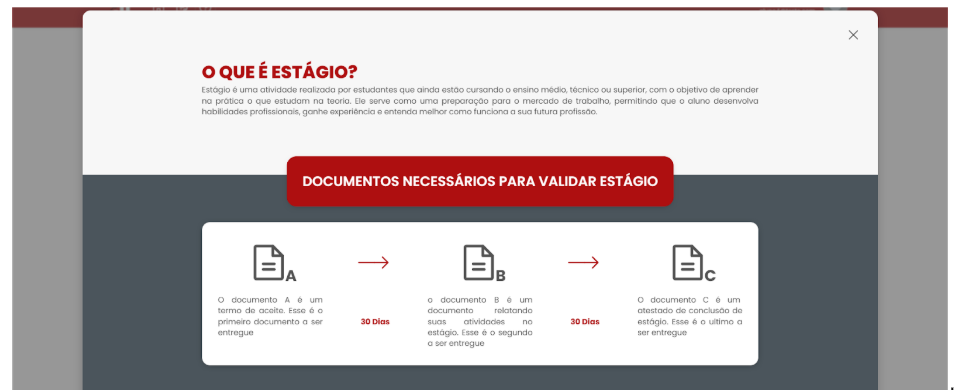 O QUE É ESTÁGIO?
Estágio é uma atividade realizada por estudantes que ainda estão cursando o ensino médio, técnico ou superior, com o objetivo de aprender
na prática o que estudam na teoria. Ele serve como uma preparação para o mercado de trabalho, permitindo que o aluno desenvolva
habilidades profissionais, ganhe experiência e entenda melhor como funciona a sua futura profissão.
DOCUMENTOS NECESSÁRIOS PARA VALIDAR ESTÁGIO
A
B
C
O documento A é um
termo de aceite. Esse é o
primeiro documento a ser
entregue
30 Dias
o documento B é um
documento relatando
suas atividades no
estágio. Esse é o segundo
a ser entregue
30 Dias
O documento C é um
atestado de conclusão de
estágio. Esse é o ultimo a
ser entregue